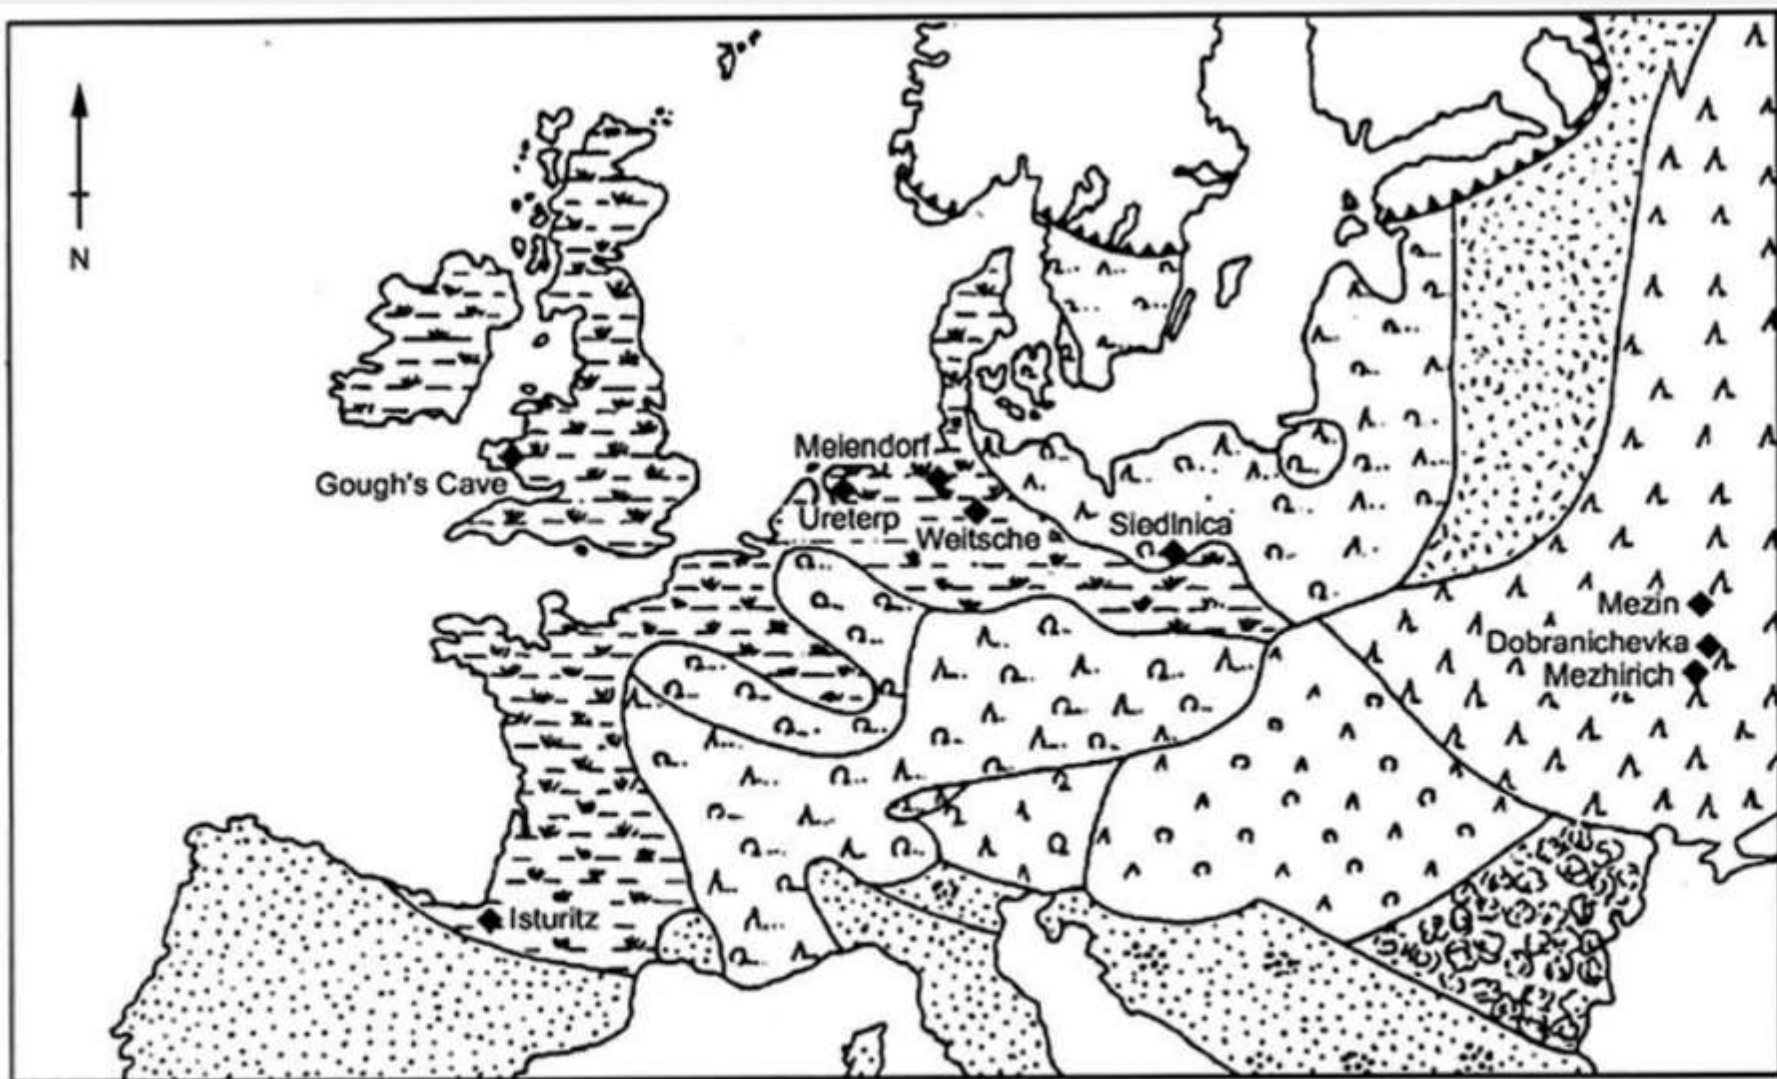 N
Meiendorf
Gough's Cave
Ureterp
Weitsche
Siedlnica
Mezin
Dobranichevka
Mezhirich
Isturitz